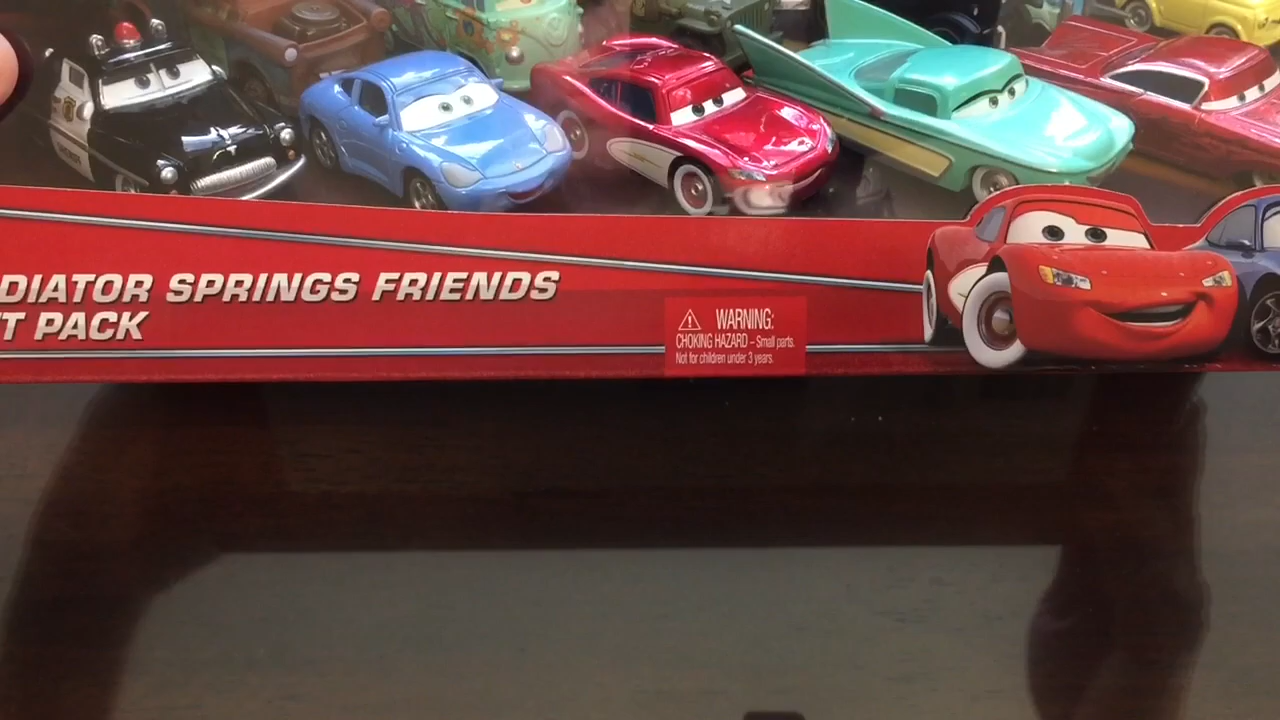 DIATOR SPRINGS FRIENDS
T PACK
WARNING:
CHOKING HAZARD – Small parts.
Not for children under 3 years.